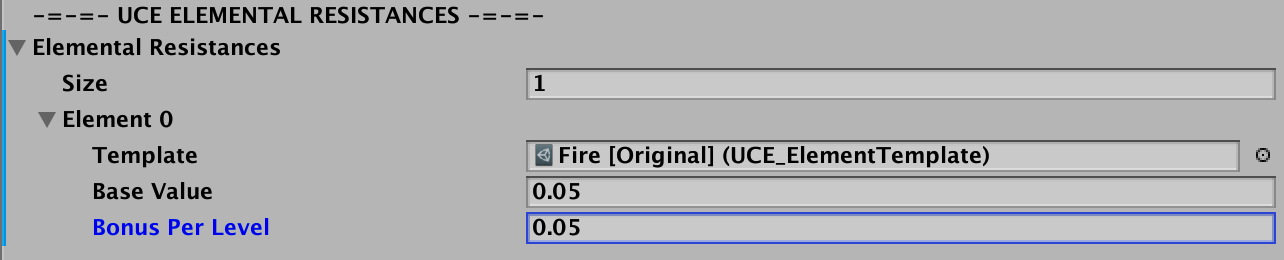 -=-=- UCE ELEMENTAL RESISTANCES -=-=-
Elemental Resistances
Size 1
Element 0
Template Fire [Original] (UCE_ElementTemplate)
Base Value 0.05
Bonus Per Level 0.05